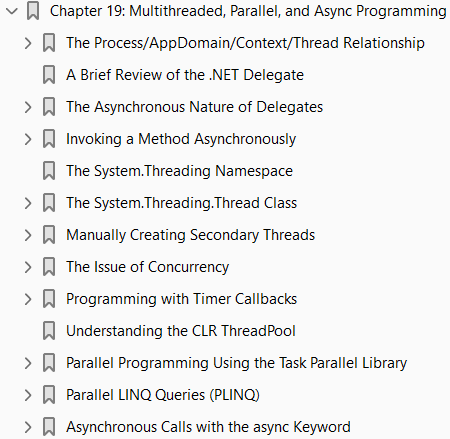 Chapter 19: Multithreaded, Parallel, and Async Programming
The Process/AppDomain/Context/Thread Relationship
A Brief Review of the .NET Delegate
The Asynchronous Nature of Delegates
Invoking a Method Asynchronously
The System.Threading Namespace
The System.Threading.Thread Class
Manually Creating Secondary Threads
The Issue of Concurrency
Programming with Timer Callbacks
Understanding the CLR ThreadPool
Parallel Programming Using the Task Parallel Library
Parallel LINQ Queries (PLINQ)
Asynchronous Calls with the async Keyword